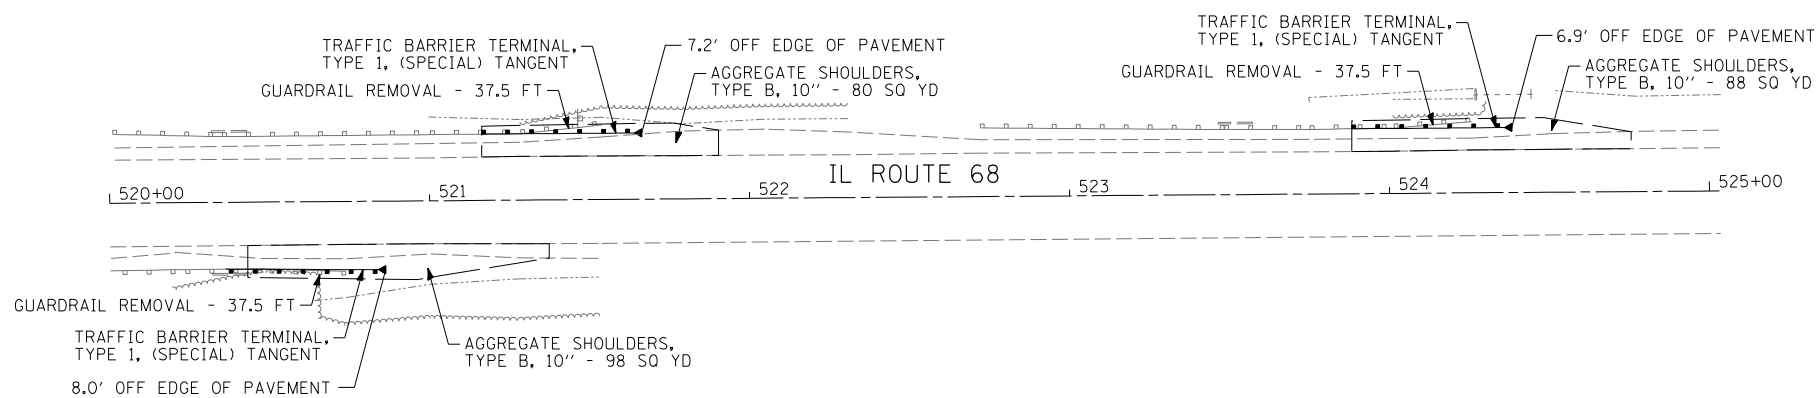 TRAFFIC BARRIER TERMINAL,
TYPE 1, (SPECIAL) TANGENT
GUARDRAIL REMOVAL - 37.5 FT
7.2' OFF EDGE OF PAVEMENT
AGGREGATE SHOULDERS,
TYPE B, 10'' - 80 SQ YD
TRAFFIC BARRIER TERMINAL,
TYPE 1, (SPECIAL) TANGENT
GUARDRAIL REMOVAL - 37.5 FT
6.9' OFF EDGE OF PAVEMENT
AGGREGATE SHOULDERS,
TYPE B, 10'' - 88 SQ YD
IL ROUTE 68
520+00
521
522
523
524
525+00
GUARDRAIL REMOVAL - 37.5 FT
TRAFFIC BARRIER TERMINAL,
TYPE 1, (SPECIAL) TANGENT
8.0' OFF EDGE OF PAVEMENT
AGGREGATE SHOULDERS,
TYPE B, 10'' - 98 SQ YD